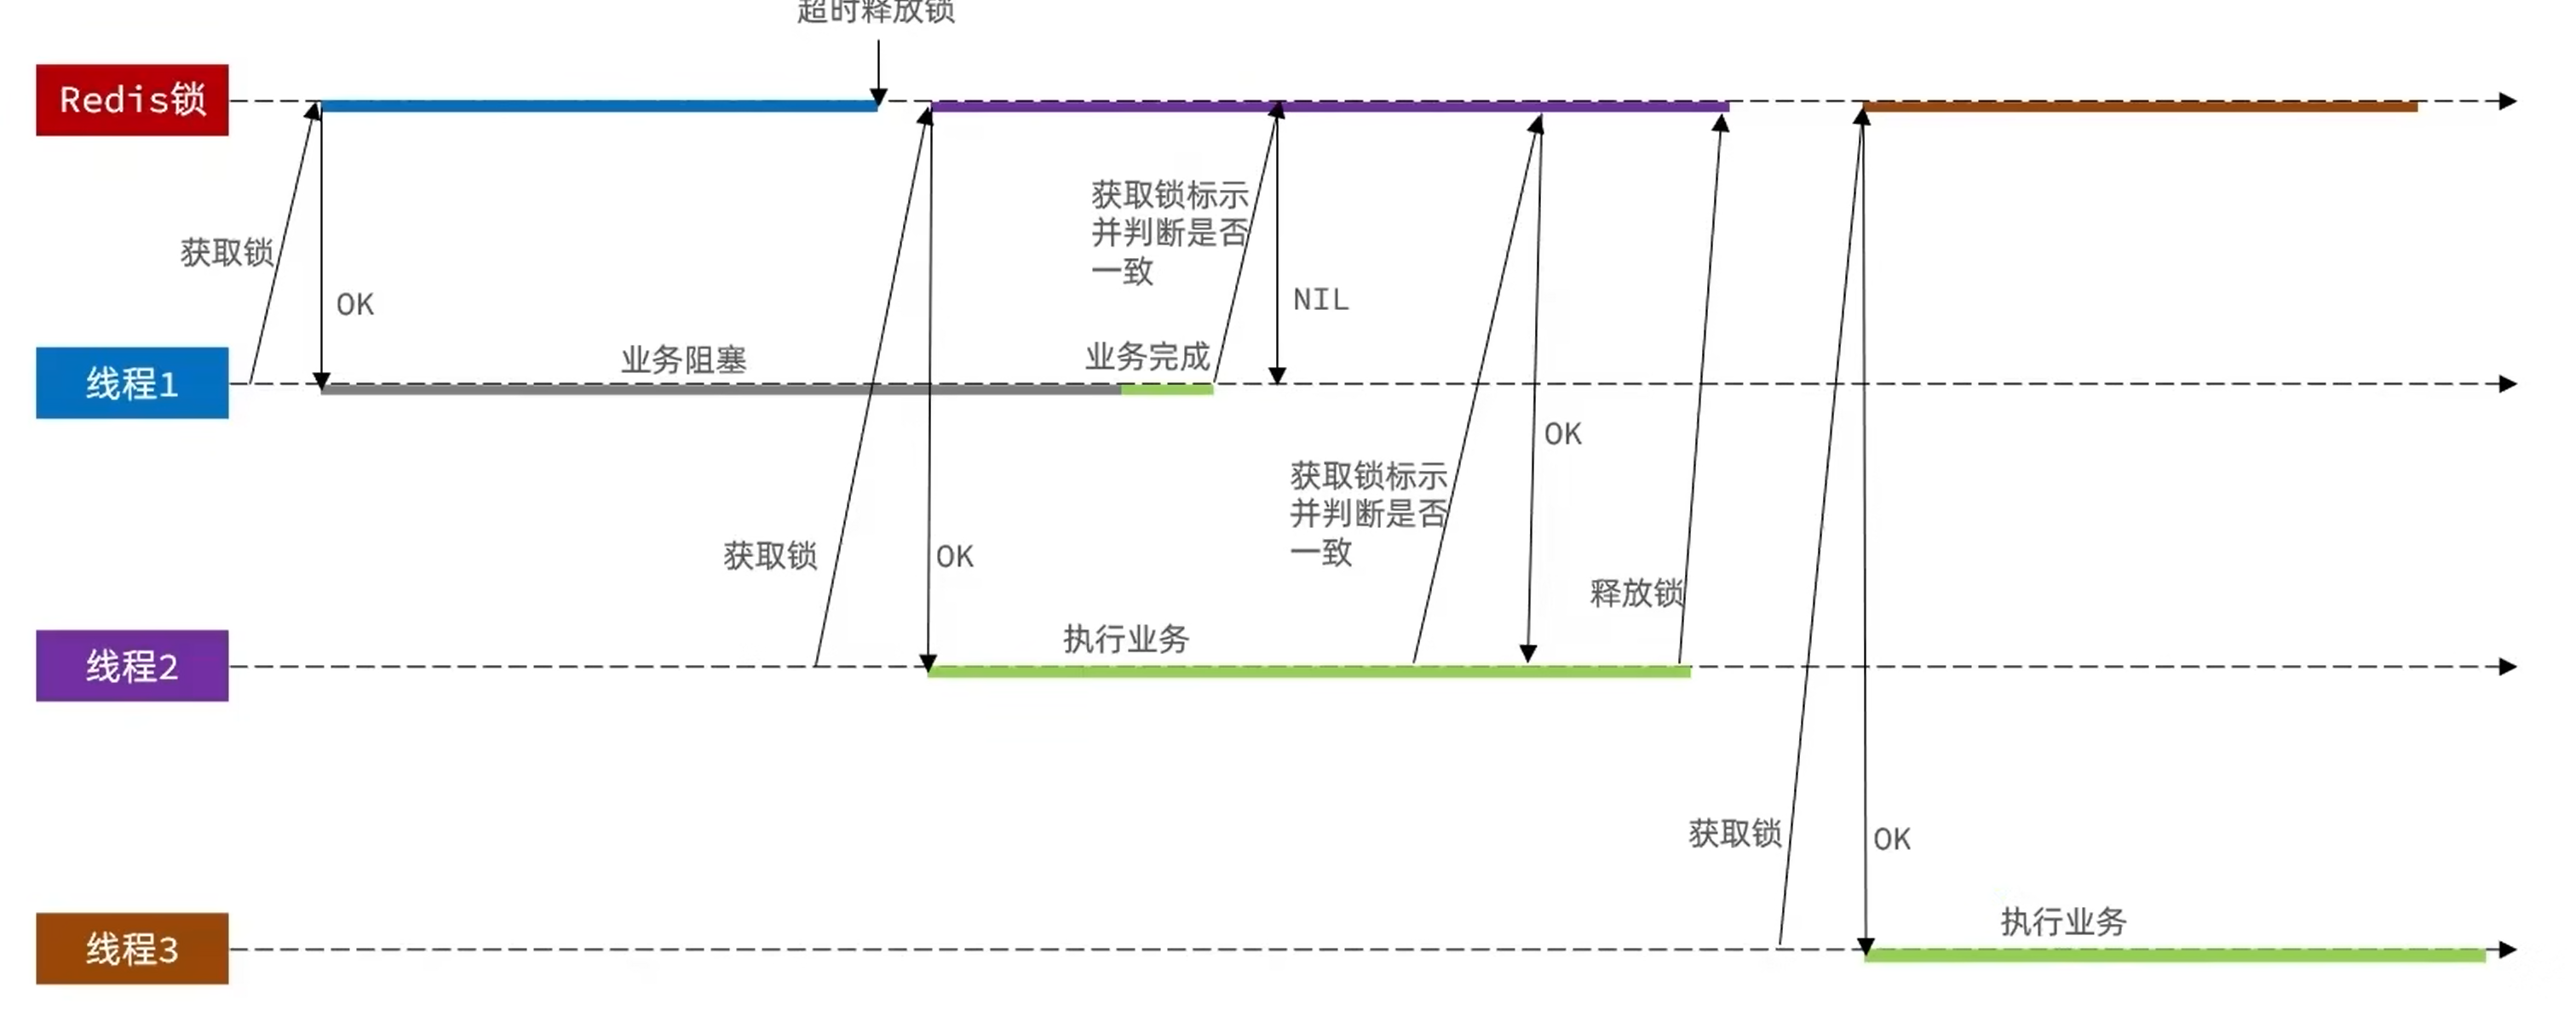 超时释放锁
Redis锁
获取锁
OK
获取锁标示
并判断是否
一致
NIL
线程1
业务阻塞
业务完成
获取锁
OK
获取锁标示
并判断是否
一致
OK
释放锁
线程2
执行业务
获取锁
OK
线程3
执行业务